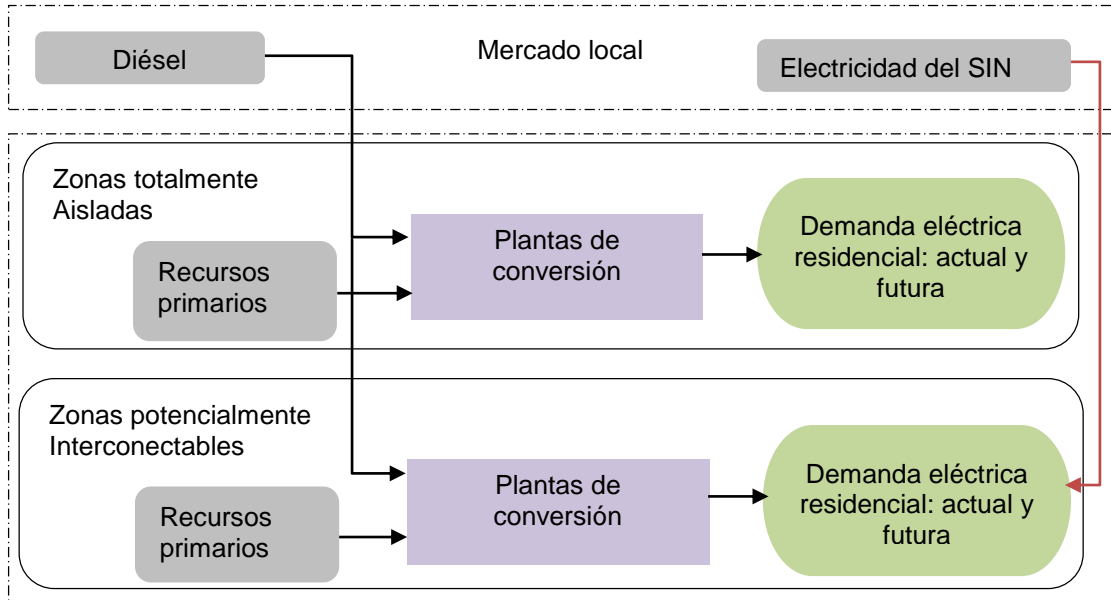 Diésel
Mercado local
Electricidad del SIN
Zonas totalmente
Aisladas
Recursos
primarios
Plantas de
conversión
Demanda eléctrica
residencial: actual y
futura
Zonas potencialmente
Interconectables
Recursos
primarios
Plantas de
conversión
Demanda eléctrica
residencial: actual y
futura